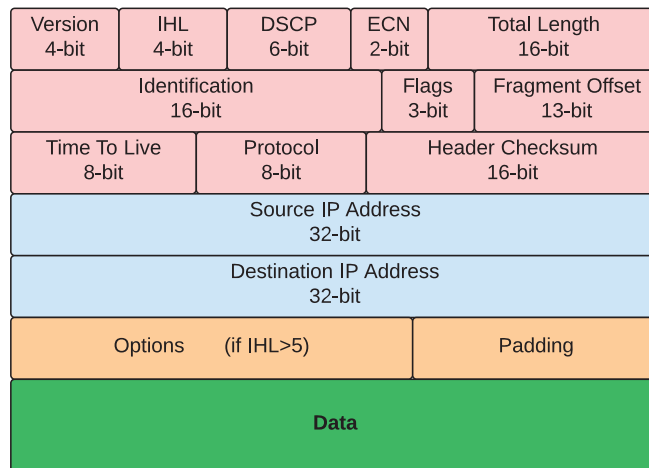 Version IHL DSCP ECN Total Length
4-bit 4-bit 6-bit 2-bit 16-bit
Identification Flags Fragment Offset
16-bit 3-bit 13-bit
Time To Live Protocol Header Checksum
8-bit 8-bit 16-bit
Source IP Address
32-bit
Destination IP Address
32-bit
Options (if IHL>5) Padding
Data